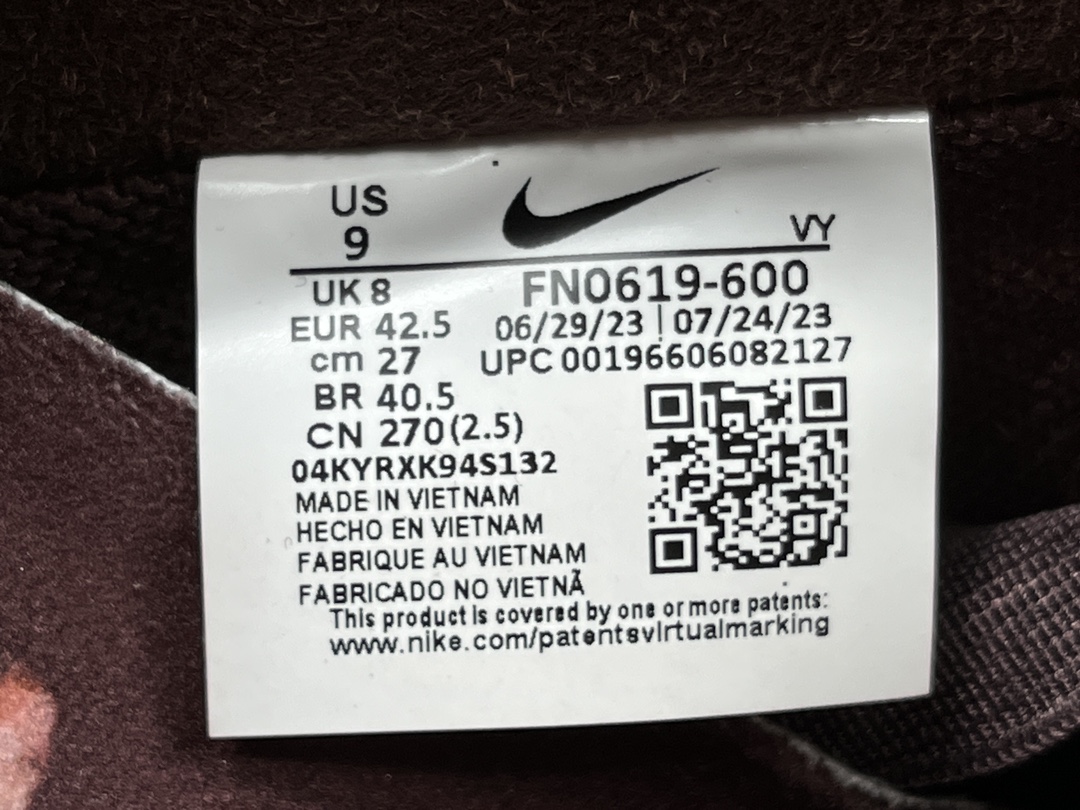 US
9
VY
UK 8
FN0619-600
EUR 42.5
06/29/23 | 07/24/23
cm 27
UPC 00196606082127
BR 40.5
CN 270(2.5)
04KYRXK94S132
MADE IN VIETNAM
HECHO EN VIETNAM
FABRIQUE AU VIETNAM
FABRICADO NO VIETNÃ
This product is covered by one or more patents:
www.nike.com/patentsvirtualmarking